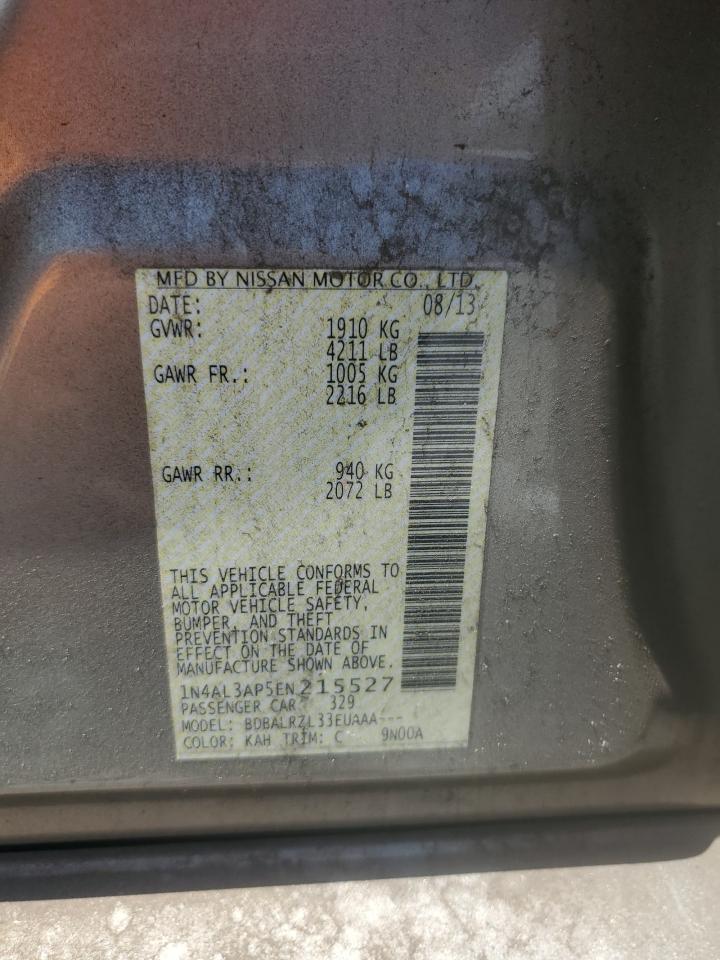 MFD BY NISSAN MOTOR CO., LTD.
DATE: 08/13
GVWR: 1910 KG
4211 LB
GAWR FR.: 1005 KG
2216 LB
GAWR RR.: 940 KG
2072 LB
THIS VEHICLE CONFORMS TO
ALL APPLICABLE FEDERAL
MOTOR VEHICLE SAFETY,
BUMPER, AND THEFT
PREVENTION STANDARDS IN
EFFECT ON THE DATE OF
MANUFACTURE SHOWN ABOVE.
1N4AL3AP5EN215527
PASSENGER CAR 329
MODEL: BDBALRZL33EUAAA---
COLOR: KAH TRIM: C 9N00A